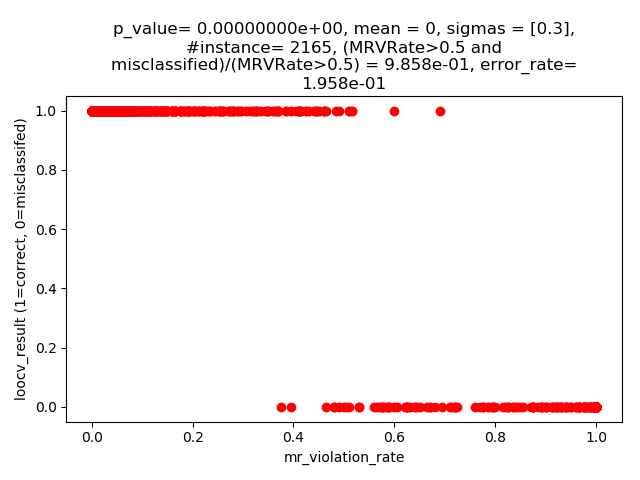 p_value= 0.00000000e+00, mean = 0, sigmas = [0.3],
#instance= 2165, (MRVRate>0.5 and
misclassified)/(MRVRate>0.5) = 9.858e-01, error_rate=
1.958e-01
1.0
0.8
0.6
0.4
0.2
0.0
loocv_result (1=correct, 0=misclassifed)
0.0 0.2 0.4 0.6 0.8 1.0
mr_violation_rate